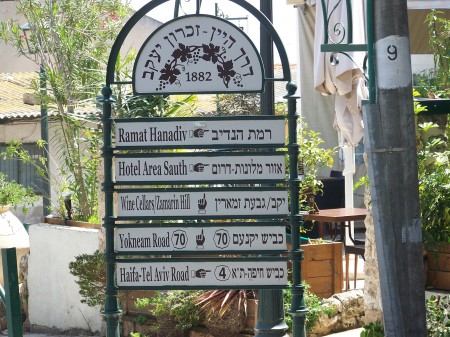 דרך היין - זכרון יעקב
1882
Ramat Hanadiv רמת הנדיב
Hotel Area Sauth אזור מלונות-דרום
Wine Cellars/Zamarin Hill יקב/גבעת זמארין
Yokneam Road 70 70 כביש יקנעם
Haifa-Tel Aviv Road 4 כביש חיפה-ת"א
9